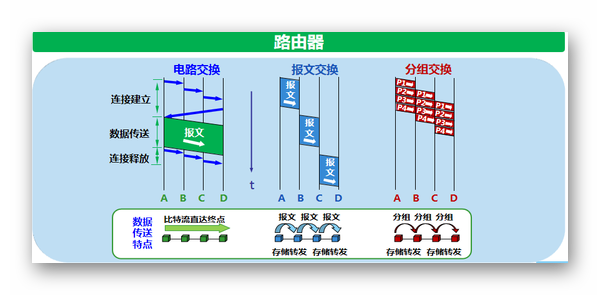 路由器
电路交换 报文交换 分组交换
连接建立
数据传送
连接释放
报文
报文
报文
报文
t
P1
P2 P1
P3 P2 P1
P4 P3 P2
P4 P3
P4
A B C D A B C D A B C D
数据
传送
特点
比特流直达终点
报文 报文 报文
存储转发 存储转发
分组 分组 分组
存储转发 存储转发